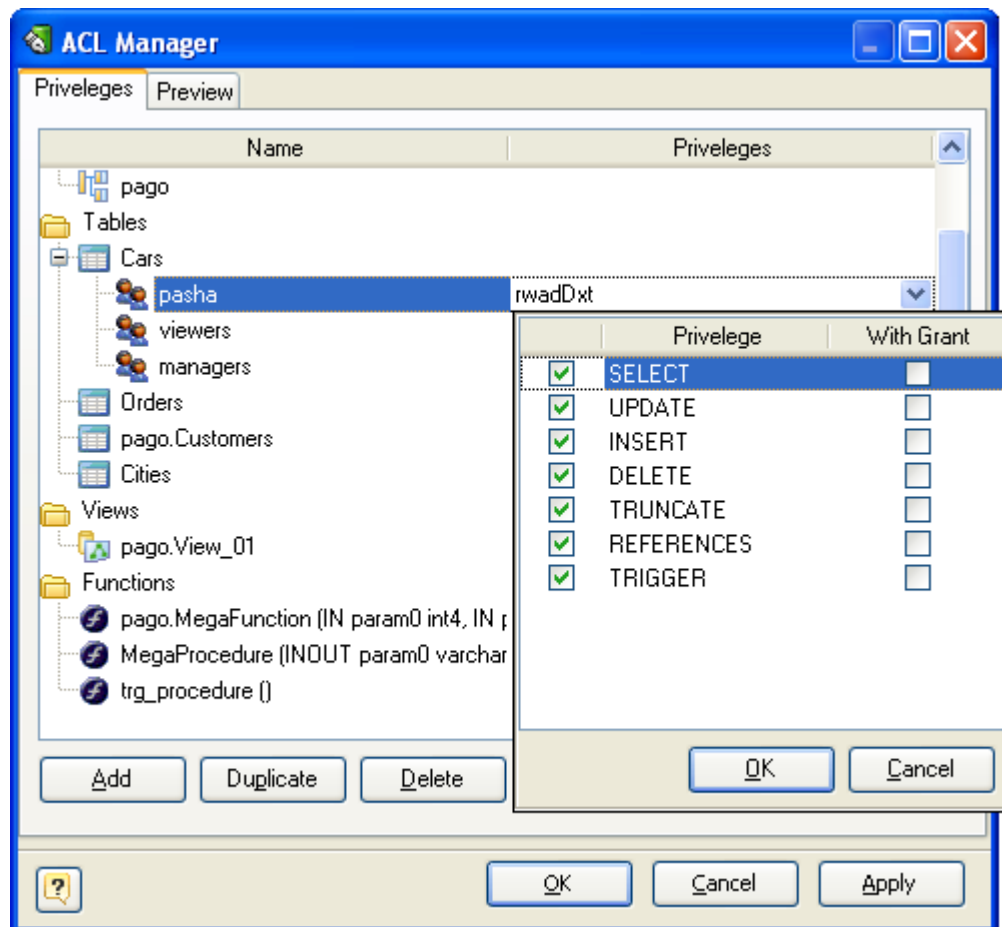 ACL Manager
Priveleges Preview
Name Priveleges
pago
Tables
Cars
pasha rwadDxt
viewers
managers
Orders
pago.Customers
Cities
Views
pago.View_01
Functions
pago.MegaFunction (IN param0 int4, IN p
MegaProcedure (INOUT param0 varchar
trg_procedure ()
Privelege With Grant
SELECT
UPDATE
INSERT
DELETE
TRUNCATE
REFERENCES
TRIGGER
OK Cancel
Add Duplicate Delete
? OK Cancel Apply